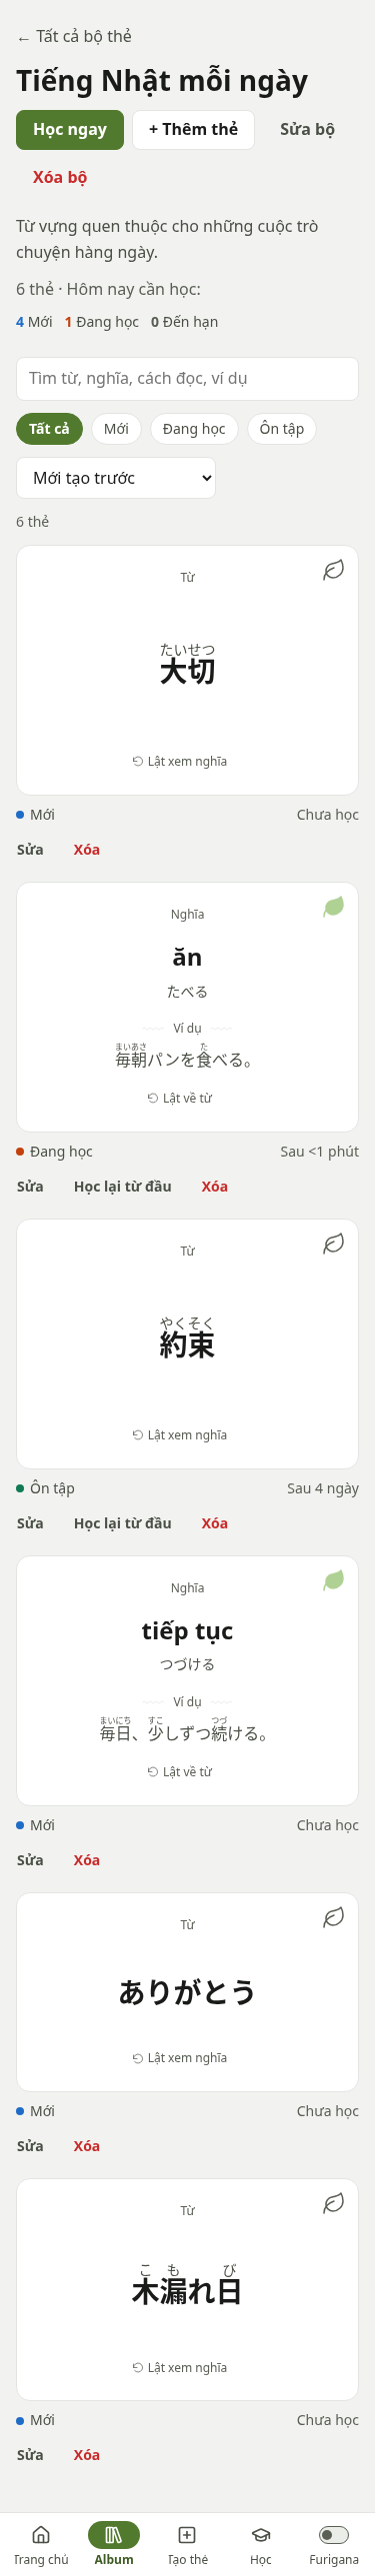 ← Tất cả bộ thẻ
Tiếng Nhật mỗi ngày
Học ngay
+ Thêm thẻ
Sửa bộ
Xóa bộ
Từ vựng quen thuộc cho những cuộc trò
chuyện hàng ngày.
6 thẻ · Hôm nay cần học:
4 Mới 1 Đang học 0 Đến hạn
Tìm từ, nghĩa, cách đọc, ví dụ
Tất cả Mới Đang học Ôn tập
Mới tạo trước
6 thẻ
Từ
たいせつ
大切
Lật xem nghĩa
Mới Chưa học
Sửa Xóa
Nghĩa
ăn
たべる
Ví dụ
まいあさ た
毎朝パンを食べる。
Lật về từ
Đang học Sau <1 phút
Sửa Học lại từ đầu Xóa
Từ
やくそく
約束
Lật xem nghĩa
Ôn tập Sau 4 ngày
Sửa Học lại từ đầu Xóa
Nghĩa
tiếp tục
つづける
Ví dụ
まいにち すこ つづ
毎日、少しずつ続ける。
Lật về từ
Mới Chưa học
Sửa Xóa
Từ
ありがとう
Lật xem nghĩa
Mới Chưa học
Sửa Xóa
Từ
こ も び
木漏れ日
Lật xem nghĩa
Mới Chưa học
Sửa Xóa
Trang chủ Album Tạo thẻ Học Furigana